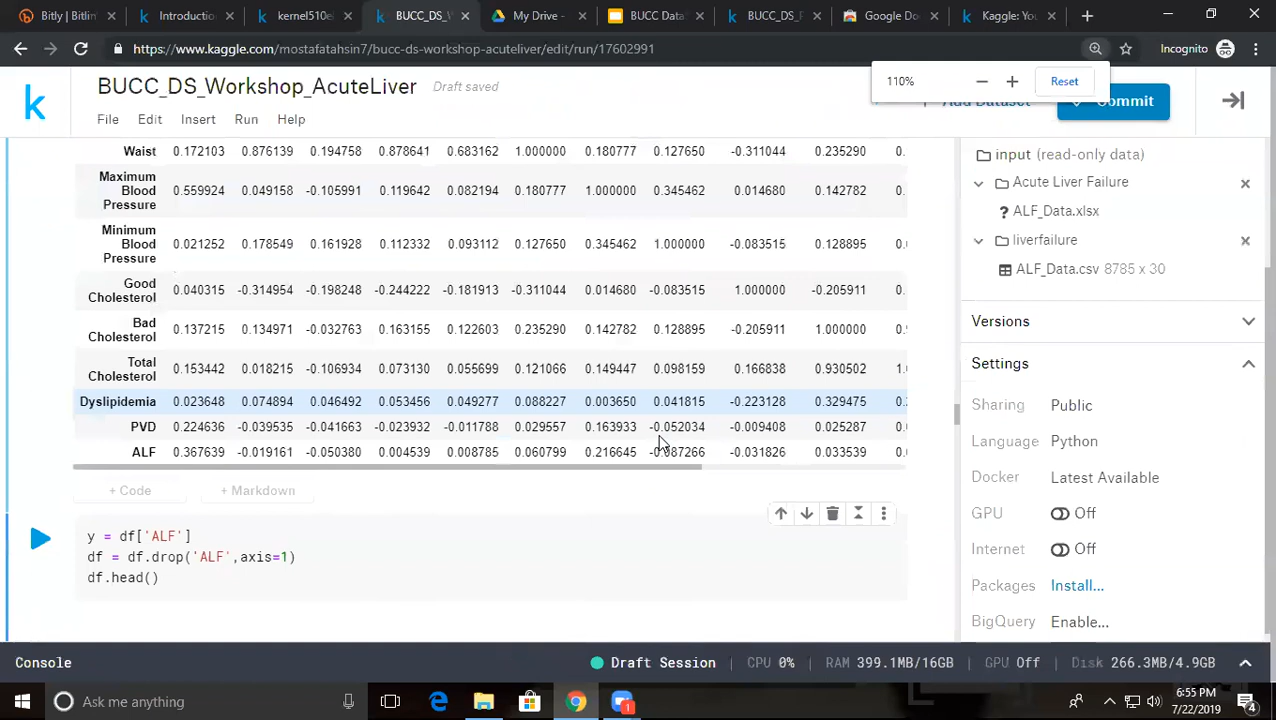 Bitly | Bitlin
Introduction
kernel510ei
BUCC_DS_W
My Drive -
BUCC Data
BUCC_DS_P
Google Do
Kaggle: You
https://www.kaggle.com/mostafatahsin7/bucc-ds-workshop-acuteliver/edit/run/17602991
Incognito
110%
Reset
BUCC_DS_Workshop_AcuteLiver
Draft saved
Add Dataset
Commit
File Edit Insert Run Help
Waist 0.172103 0.876139 0.194758 0.878641 0.683162 1.000000 0.180777 0.127650 -0.311044 0.235290 0.
Maximum
Blood
Pressure
0.559924 0.049158 -0.105991 0.119642 0.082194 0.180777 1.000000 0.345462 0.014680 0.142782 0.
Minimum
Blood
Pressure
0.021252 0.178549 0.161928 0.112332 0.093112 0.127650 0.345462 1.000000 -0.083515 0.128895 0.
Good
Cholesterol
0.040315 -0.314954 -0.198248 -0.244222 -0.181913 -0.311044 0.014680 -0.083515 1.000000 -0.205911 0.
Bad
Cholesterol
0.137215 0.134971 -0.032763 0.163155 0.122603 0.235290 0.142782 0.128895 -0.205911 1.000000
Total
Cholesterol
0.153442 0.018215 -0.106934 0.073130 0.055699 0.121066 0.149447 0.098159 0.166838 0.930502 1.
Dyslipidemia 0.023648 0.074894 0.046492 0.053456 0.049277 0.088227 0.003650 0.041815 -0.223128 0.329475
PVD 0.224636 -0.039535 -0.041663 -0.023932 -0.011788 0.029557 0.163933 -0.052034 -0.009408 0.025287 0.
ALF 0.367639 -0.019161 -0.050380 0.004539 0.008785 0.060799 0.216645 -0.087266 -0.031826 0.033539 0.
+ Code + Markdown
y = df['ALF']
df = df.drop('ALF',axis=1)
df.head()
input (read-only data)
Acute Liver Failure
ALF_Data.xlsx
liverfailure
ALF_Data.csv 8785 x 30
Versions
Settings
Sharing Public
Language Python
Docker Latest Available
GPU Off
Internet Off
Packages Install...
BigQuery Enable...
Console
Draft Session
CPU 0%
RAM 399.1MB/16GB
GPU Off
Disk 266.3MB/4.9GB
Ask me anything
6:55 PM
7/22/2019
4